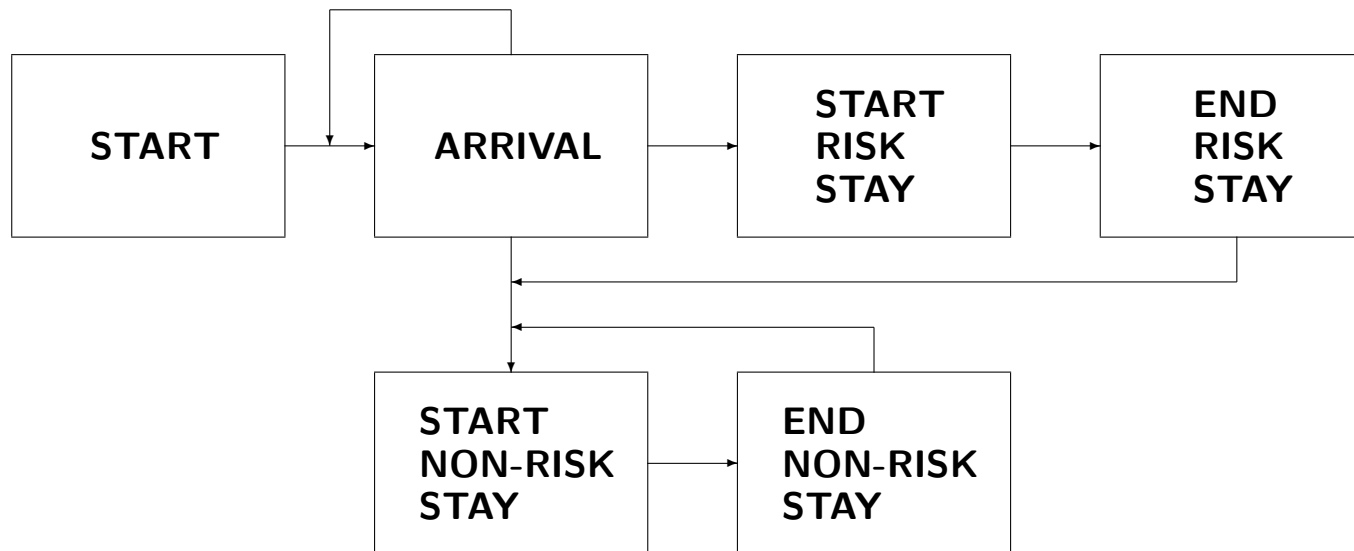 START
ARRIVAL
START
RISK
STAY
END
RISK
STAY
START
NON-RISK
STAY
END
NON-RISK
STAY